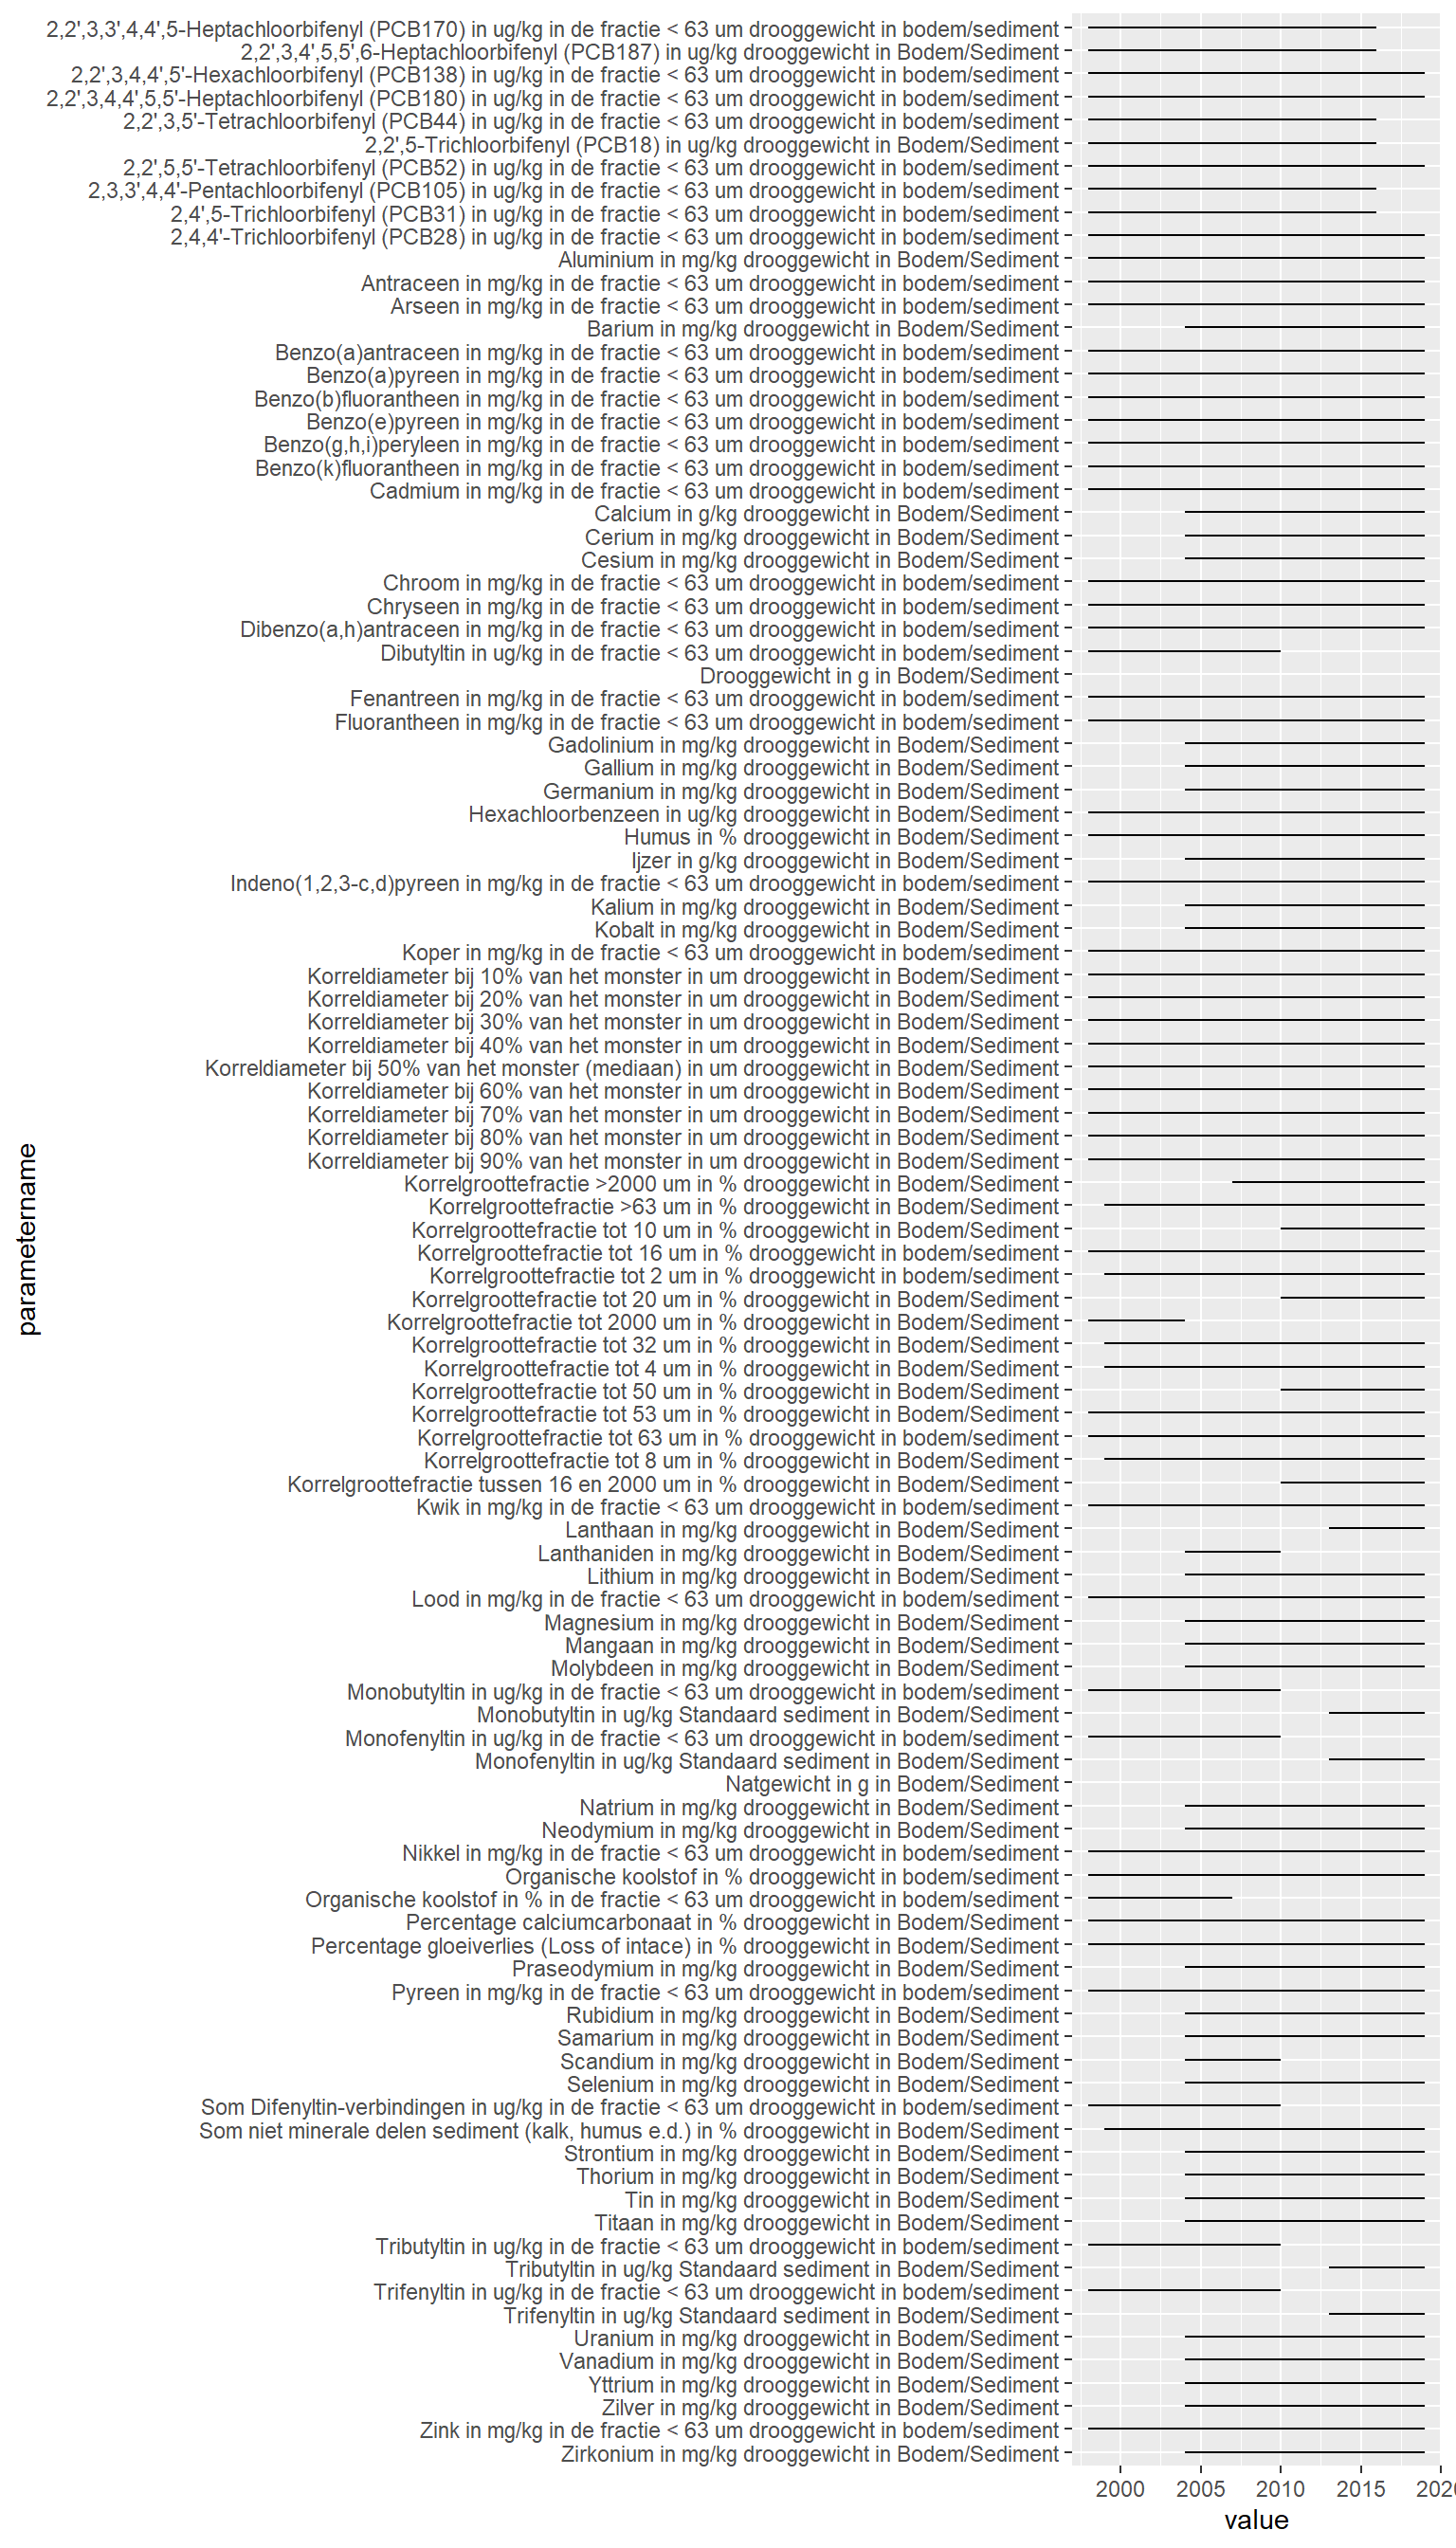 2,2',3,3',4,4',5-Heptachloorbifenyl (PCB170) in ug/kg in de fractie < 63 um drooggewicht in bodem/sediment
2,2',3,4',5,5',6-Heptachloorbifenyl (PCB187) in ug/kg drooggewicht in Bodem/Sediment
2,2',3,4,4',5'-Hexachloorbifenyl (PCB138) in ug/kg in de fractie < 63 um drooggewicht in bodem/sediment
2,2',3,4,4',5,5'-Heptachloorbifenyl (PCB180) in ug/kg in de fractie < 63 um drooggewicht in bodem/sediment
2,2',3,5'-Tetrachloorbifenyl (PCB44) in ug/kg in de fractie < 63 um drooggewicht in bodem/sediment
2,2',5-Trichloorbifenyl (PCB18) in ug/kg drooggewicht in Bodem/Sediment
2,2',5,5'-Tetrachloorbifenyl (PCB52) in ug/kg in de fractie < 63 um drooggewicht in bodem/sediment
2,3,3',4,4'-Pentachloorbifenyl (PCB105) in ug/kg in de fractie < 63 um drooggewicht in bodem/sediment
2,4',5-Trichloorbifenyl (PCB31) in ug/kg in de fractie < 63 um drooggewicht in bodem/sediment
2,4,4'-Trichloorbifenyl (PCB28) in ug/kg in de fractie < 63 um drooggewicht in bodem/sediment
Aluminium in mg/kg drooggewicht in Bodem/Sediment
Antraceen in mg/kg in de fractie < 63 um drooggewicht in bodem/sediment
Arseen in mg/kg in de fractie < 63 um drooggewicht in bodem/sediment
Barium in mg/kg drooggewicht in Bodem/Sediment
Benzo(a)antraceen in mg/kg in de fractie < 63 um drooggewicht in bodem/sediment
Benzo(a)pyreen in mg/kg in de fractie < 63 um drooggewicht in bodem/sediment
Benzo(b)fluorantheen in mg/kg in de fractie < 63 um drooggewicht in bodem/sediment
Benzo(e)pyreen in mg/kg in de fractie < 63 um drooggewicht in bodem/sediment
Benzo(g,h,i)peryleen in mg/kg in de fractie < 63 um drooggewicht in bodem/sediment
Benzo(k)fluorantheen in mg/kg in de fractie < 63 um drooggewicht in bodem/sediment
Cadmium in mg/kg in de fractie < 63 um drooggewicht in bodem/sediment
Calcium in g/kg drooggewicht in Bodem/Sediment
Cerium in mg/kg drooggewicht in Bodem/Sediment
Cesium in mg/kg drooggewicht in Bodem/Sediment
Chroom in mg/kg in de fractie < 63 um drooggewicht in bodem/sediment
Chryseen in mg/kg in de fractie < 63 um drooggewicht in bodem/sediment
Dibenzo(a,h)antraceen in mg/kg in de fractie < 63 um drooggewicht in bodem/sediment
Dibutyltin in ug/kg in de fractie < 63 um drooggewicht in bodem/sediment
Drooggewicht in g in Bodem/Sediment
Fenantreen in mg/kg in de fractie < 63 um drooggewicht in bodem/sediment
Fluorantheen in mg/kg in de fractie < 63 um drooggewicht in bodem/sediment
Gadolinium in mg/kg drooggewicht in Bodem/Sediment
Gallium in mg/kg drooggewicht in Bodem/Sediment
Germanium in mg/kg drooggewicht in Bodem/Sediment
Hexachloorbenzeen in ug/kg drooggewicht in Bodem/Sediment
Humus in % drooggewicht in Bodem/Sediment
Ijzer in g/kg drooggewicht in Bodem/Sediment
Indeno(1,2,3-c,d)pyreen in mg/kg in de fractie < 63 um drooggewicht in bodem/sediment
Kalium in mg/kg drooggewicht in Bodem/Sediment
Kobalt in mg/kg drooggewicht in Bodem/Sediment
Koper in mg/kg in de fractie < 63 um drooggewicht in bodem/sediment
Korreldiameter bij 10% van het monster in um drooggewicht in Bodem/Sediment
Korreldiameter bij 20% van het monster in um drooggewicht in Bodem/Sediment
Korreldiameter bij 30% van het monster in um drooggewicht in Bodem/Sediment
Korreldiameter bij 40% van het monster in um drooggewicht in Bodem/Sediment
Korreldiameter bij 50% van het monster (mediaan) in um drooggewicht in Bodem/Sediment
Korreldiameter bij 60% van het monster in um drooggewicht in Bodem/Sediment
Korreldiameter bij 70% van het monster in um drooggewicht in Bodem/Sediment
Korreldiameter bij 80% van het monster in um drooggewicht in Bodem/Sediment
Korreldiameter bij 90% van het monster in um drooggewicht in Bodem/Sediment
Korrelgroottefractie >2000 um in % drooggewicht in Bodem/Sediment
Korrelgroottefractie >63 um in % drooggewicht in Bodem/Sediment
Korrelgroottefractie tot 10 um in % drooggewicht in Bodem/Sediment
Korrelgroottefractie tot 16 um in % drooggewicht in bodem/sediment
Korrelgroottefractie tot 2 um in % drooggewicht in bodem/sediment
Korrelgroottefractie tot 20 um in % drooggewicht in Bodem/Sediment
Korrelgroottefractie tot 2000 um in % drooggewicht in Bodem/Sediment
Korrelgroottefractie tot 32 um in % drooggewicht in Bodem/Sediment
Korrelgroottefractie tot 4 um in % drooggewicht in Bodem/Sediment
Korrelgroottefractie tot 50 um in % drooggewicht in Bodem/Sediment
Korrelgroottefractie tot 53 um in % drooggewicht in Bodem/Sediment
Korrelgroottefractie tot 63 um in % drooggewicht in bodem/sediment
Korrelgroottefractie tot 8 um in % drooggewicht in Bodem/Sediment
Korrelgroottefractie tussen 16 en 2000 um in % drooggewicht in Bodem/Sediment
Kwik in mg/kg in de fractie < 63 um drooggewicht in bodem/sediment
Lanthaan in mg/kg drooggewicht in Bodem/Sediment
Lanthaniden in mg/kg drooggewicht in Bodem/Sediment
Lithium in mg/kg drooggewicht in Bodem/Sediment
Lood in mg/kg in de fractie < 63 um drooggewicht in bodem/sediment
Magnesium in mg/kg drooggewicht in Bodem/Sediment
Mangaan in mg/kg drooggewicht in Bodem/Sediment
Molybdeen in mg/kg drooggewicht in Bodem/Sediment
Monobutyltin in ug/kg in de fractie < 63 um drooggewicht in bodem/sediment
Monobutyltin in ug/kg Standaard sediment in Bodem/Sediment
Monofenyltin in ug/kg in de fractie < 63 um drooggewicht in bodem/sediment
Monofenyltin in ug/kg Standaard sediment in Bodem/Sediment
Natgewicht in g in Bodem/Sediment
Natrium in mg/kg drooggewicht in Bodem/Sediment
Neodymium in mg/kg drooggewicht in Bodem/Sediment
Nikkel in mg/kg in de fractie < 63 um drooggewicht in bodem/sediment
Organische koolstof in % drooggewicht in bodem/sediment
Organische koolstof in % in de fractie < 63 um drooggewicht in bodem/sediment
Percentage calciumcarbonaat in % drooggewicht in Bodem/Sediment
Percentage gloeiverlies (Loss of intace) in % drooggewicht in Bodem/Sediment
Praseodymium in mg/kg drooggewicht in Bodem/Sediment
Pyreen in mg/kg in de fractie < 63 um drooggewicht in bodem/sediment
Rubidium in mg/kg drooggewicht in Bodem/Sediment
Samarium in mg/kg drooggewicht in Bodem/Sediment
Scandium in mg/kg drooggewicht in Bodem/Sediment
Selenium in mg/kg drooggewicht in Bodem/Sediment
Som Difenyltin-verbindingen in ug/kg in de fractie < 63 um drooggewicht in bodem/sediment
Som niet minerale delen sediment (kalk, humus e.d.) in % drooggewicht in Bodem/Sediment
Strontium in mg/kg drooggewicht in Bodem/Sediment
Thorium in mg/kg drooggewicht in Bodem/Sediment
Tin in mg/kg drooggewicht in Bodem/Sediment
Titaan in mg/kg drooggewicht in Bodem/Sediment
Tributyltin in ug/kg in de fractie < 63 um drooggewicht in bodem/sediment
Tributyltin in ug/kg Standaard sediment in Bodem/Sediment
Trifenyltin in ug/kg in de fractie < 63 um drooggewicht in bodem/sediment
Trifenyltin in ug/kg Standaard sediment in Bodem/Sediment
Uranium in mg/kg drooggewicht in Bodem/Sediment
Vanadium in mg/kg drooggewicht in Bodem/Sediment
Yttrium in mg/kg drooggewicht in Bodem/Sediment
Zilver in mg/kg drooggewicht in Bodem/Sediment
Zink in mg/kg in de fractie < 63 um drooggewicht in bodem/sediment
Zirkonium in mg/kg drooggewicht in Bodem/Sediment
parametername
2000 2005 2010 2015 202
value